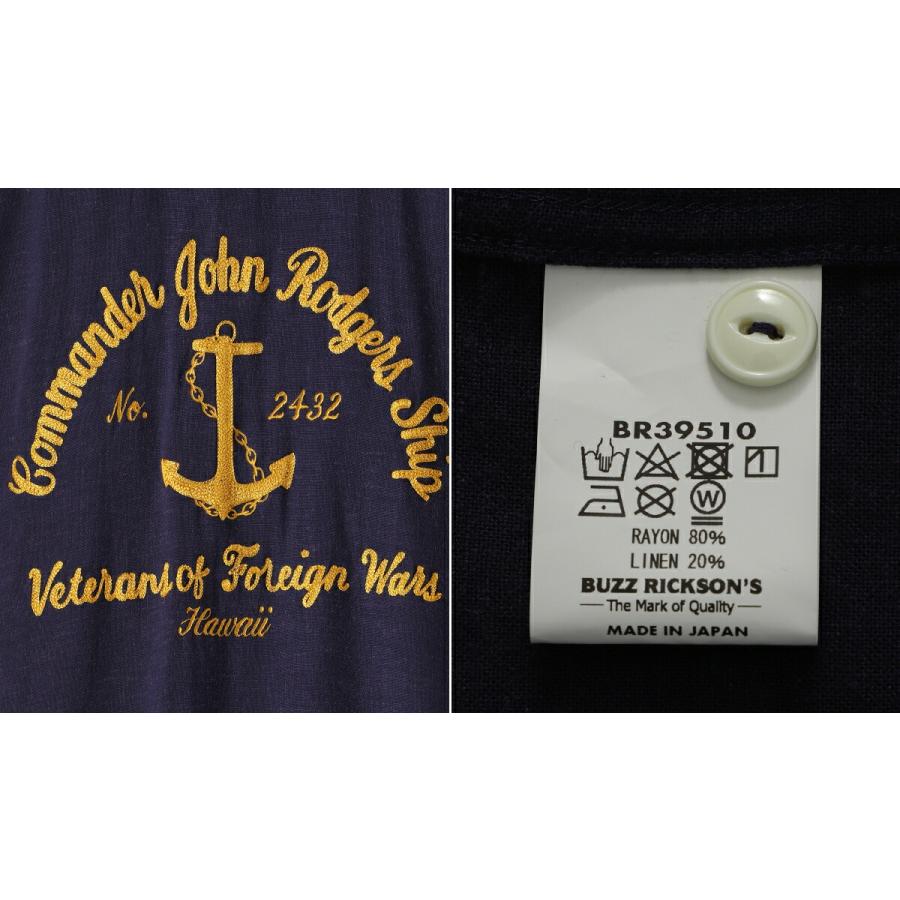 Commander John Rodgers Ship
No. 2432
Veterans of Foreign Wars
Hawaii
BR39510
W
RAYON 80%
LINEN 20%
BUZZ RICKSON'S
The Mark of Quality
MADE IN JAPAN